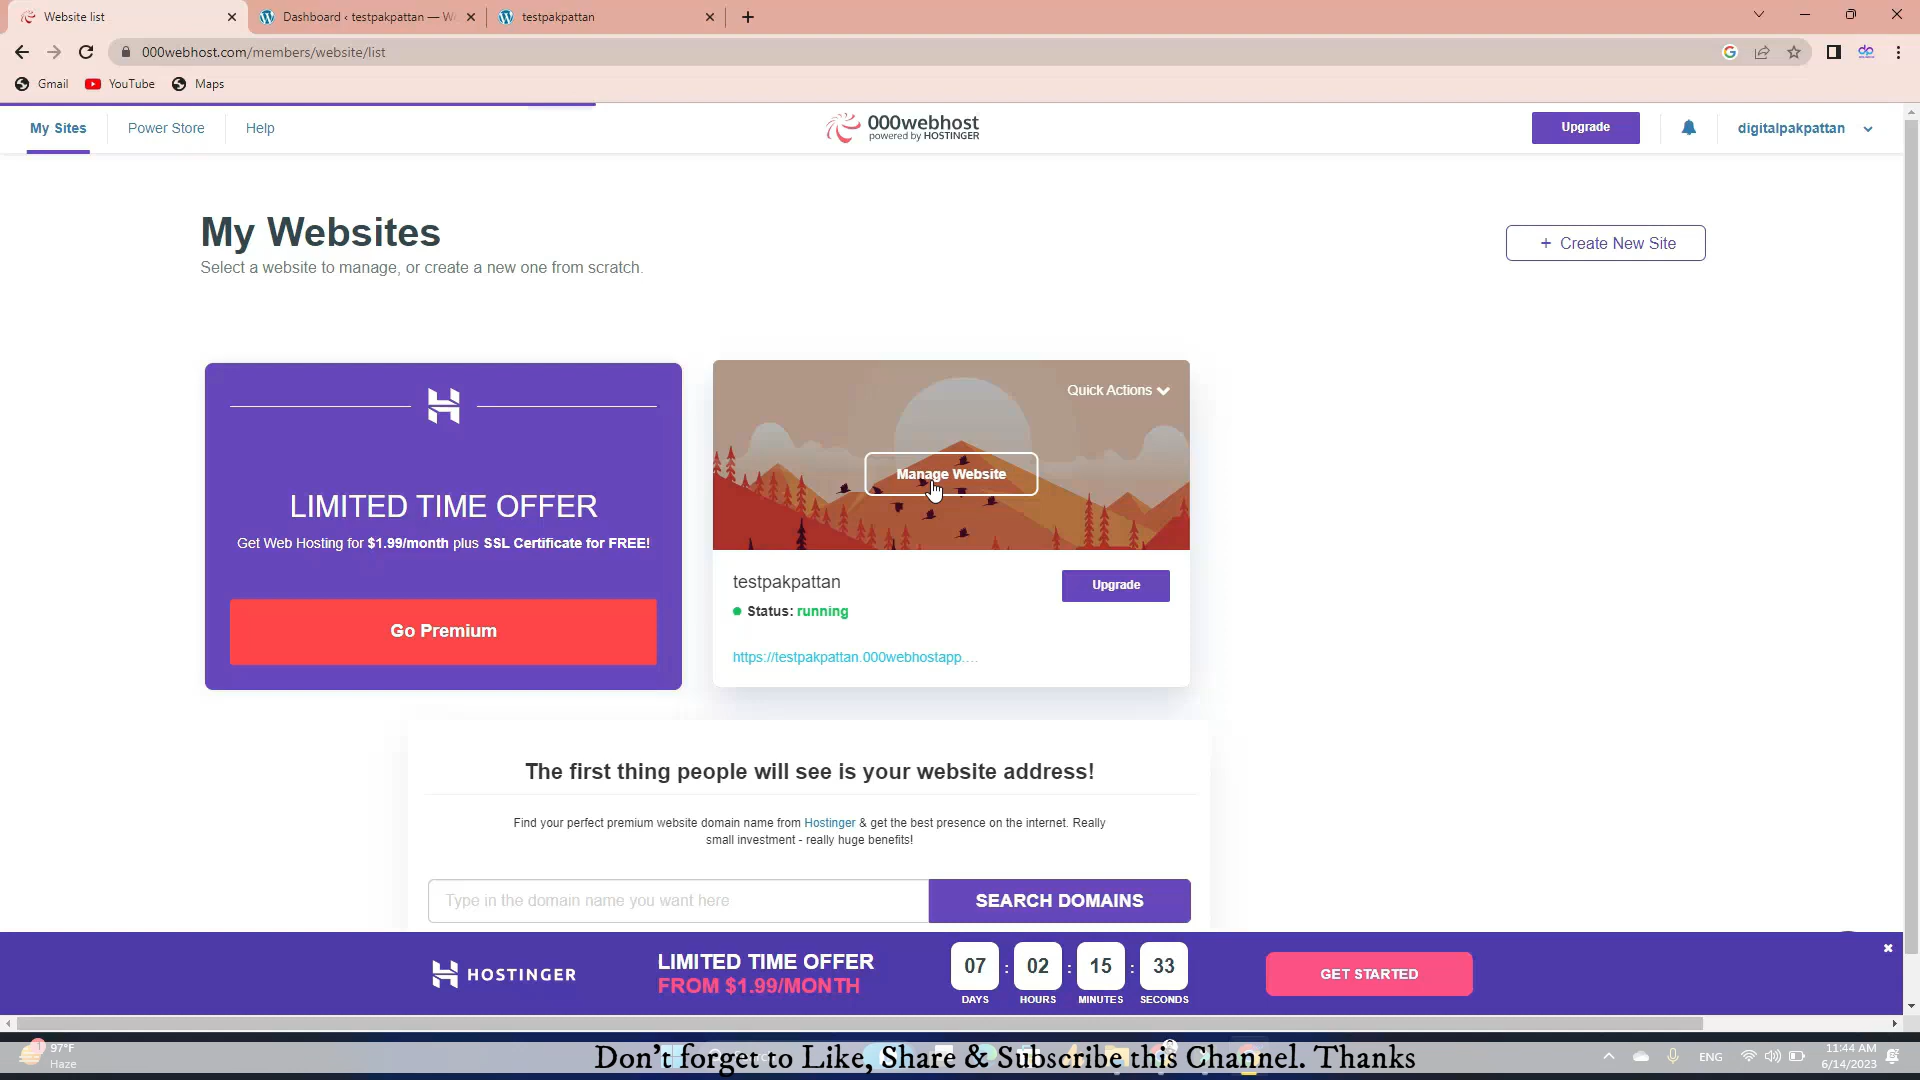 Website list
Dashboard ‹ testpakpattan — W
testpakpattan
000webhost.com/members/website/list
Gmail
YouTube
Maps
My Sites
Power Store
Help
000webhost
powered by HOSTINGER
Upgrade
digitalpakpattan
My Websites
Select a website to manage, or create a new one from scratch.
+ Create New Site
LIMITED TIME OFFER
Get Web Hosting for $1.99/month plus SSL Certificate for FREE!
Go Premium
Quick Actions
Manage Website
testpakpattan
Upgrade
Status: running
https://testpakpattan.000webhostapp....
The first thing people will see is your website address!
Find your perfect premium website domain name from Hostinger & get the best presence on the internet. Really
small investment - really huge benefits!
Type in the domain name you want here
SEARCH DOMAINS
HOSTINGER
LIMITED TIME OFFER
FROM $1.99/MONTH
07 : 02 : 15 : 33
DAYS HOURS MINUTES SECONDS
GET STARTED
97°F
Haze
Don't forget to Like, Share & Subscribe this Channel. Thanks
ENG
11:44 AM
6/14/2023